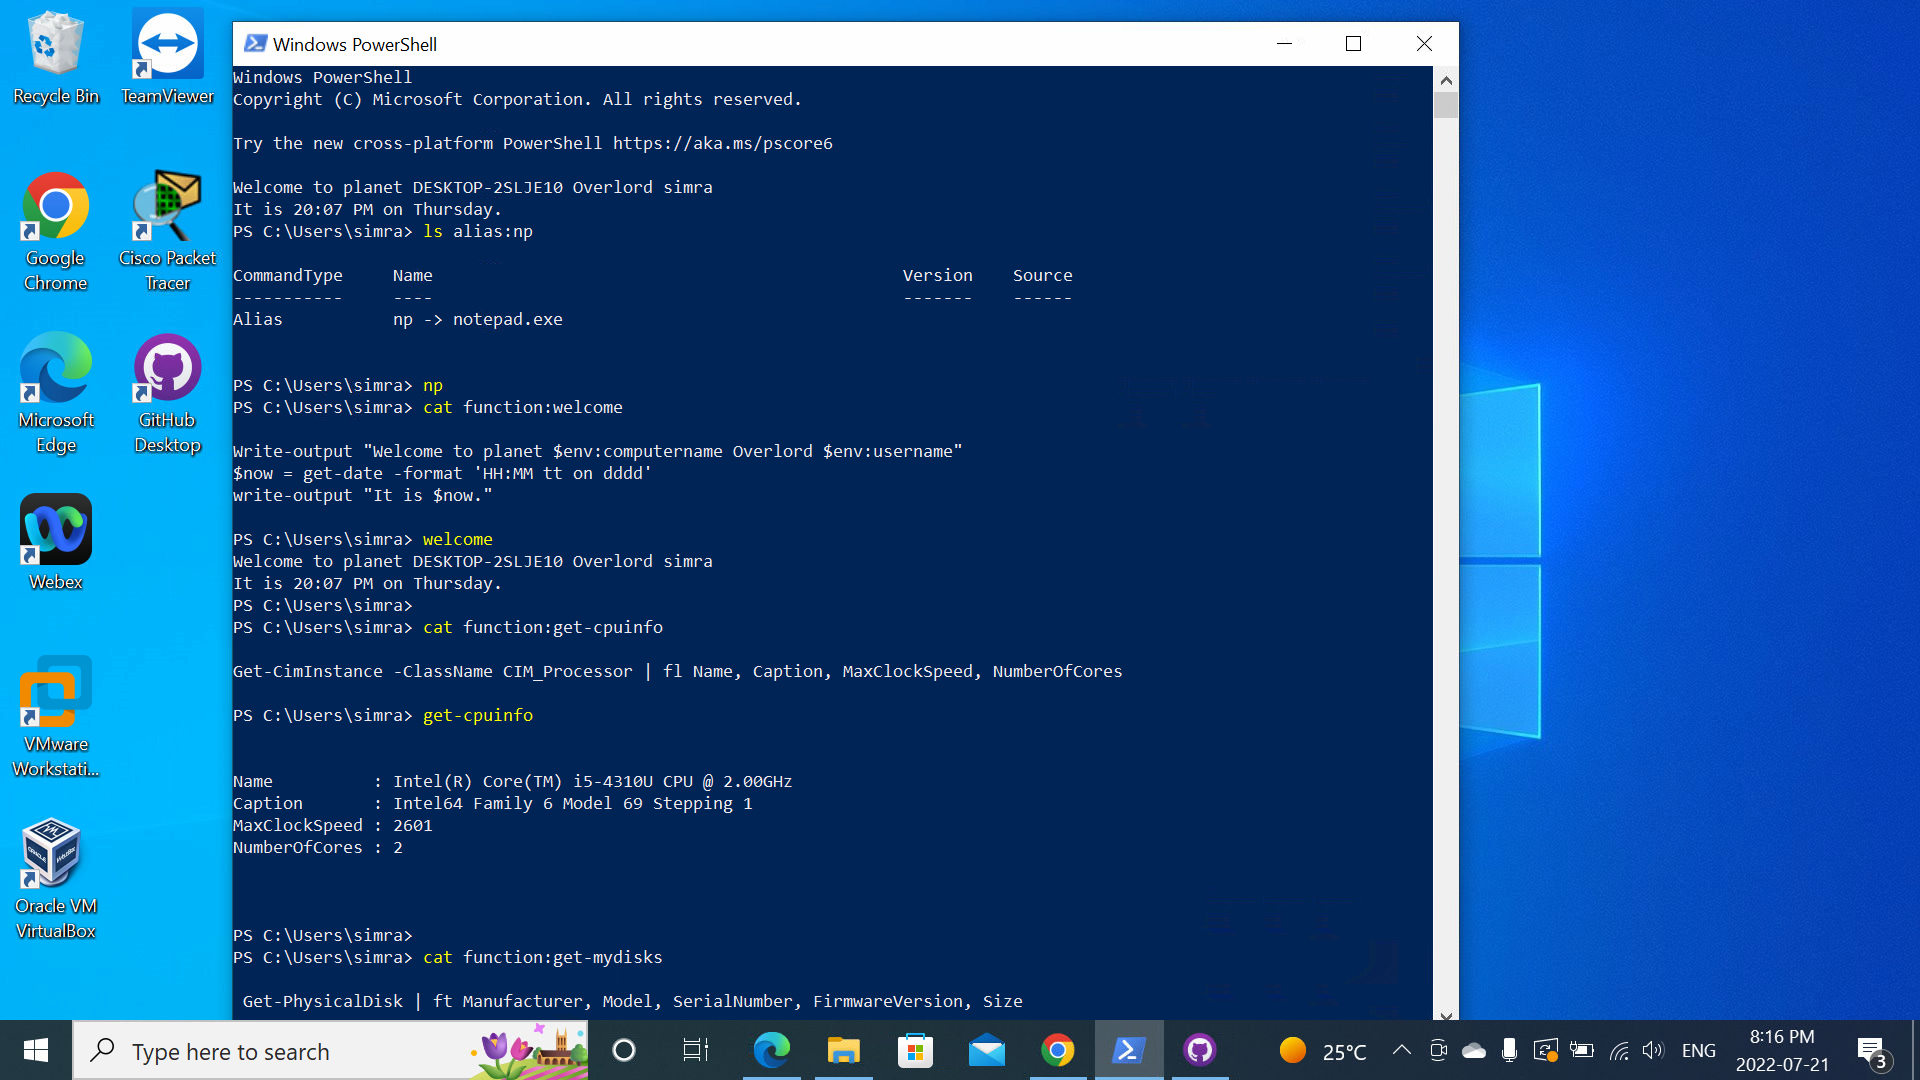 Recycle Bin
TeamViewer
Google Chrome
Cisco Packet Tracer
Microsoft Edge
GitHub Desktop
Webex
VMware Workstati...
Oracle VM VirtualBox
Windows PowerShell
Windows PowerShell
Copyright (C) Microsoft Corporation. All rights reserved.
Try the new cross-platform PowerShell https://aka.ms/pscore6
Welcome to planet DESKTOP-2SLJE10 Overlord simra
It is 20:07 PM on Thursday.
PS C:\Users\simra> ls alias:np
CommandType     Name                                               Version    Source
-----------     ----                                               -------    ------
Alias           np -> notepad.exe
PS C:\Users\simra> np
PS C:\Users\simra> cat function:welcome
Write-output "Welcome to planet $env:computername Overlord $env:username"
$now = get-date -format 'HH:MM tt on dddd'
write-output "It is $now."
PS C:\Users\simra> welcome
Welcome to planet DESKTOP-2SLJE10 Overlord simra
It is 20:07 PM on Thursday.
PS C:\Users\simra>
PS C:\Users\simra> cat function:get-cpuinfo
Get-CimInstance -ClassName CIM_Processor | fl Name, Caption, MaxClockSpeed, NumberOfCores
PS C:\Users\simra> get-cpuinfo
Name          : Intel(R) Core(TM) i5-4310U CPU @ 2.00GHz
Caption       : Intel64 Family 6 Model 69 Stepping 1
MaxClockSpeed : 2601
NumberOfCores : 2
PS C:\Users\simra>
PS C:\Users\simra> cat function:get-mydisks
Get-PhysicalDisk | ft Manufacturer, Model, SerialNumber, FirmwareVersion, Size
Type here to search
25°C
ENG
8:16 PM
2022-07-21
3